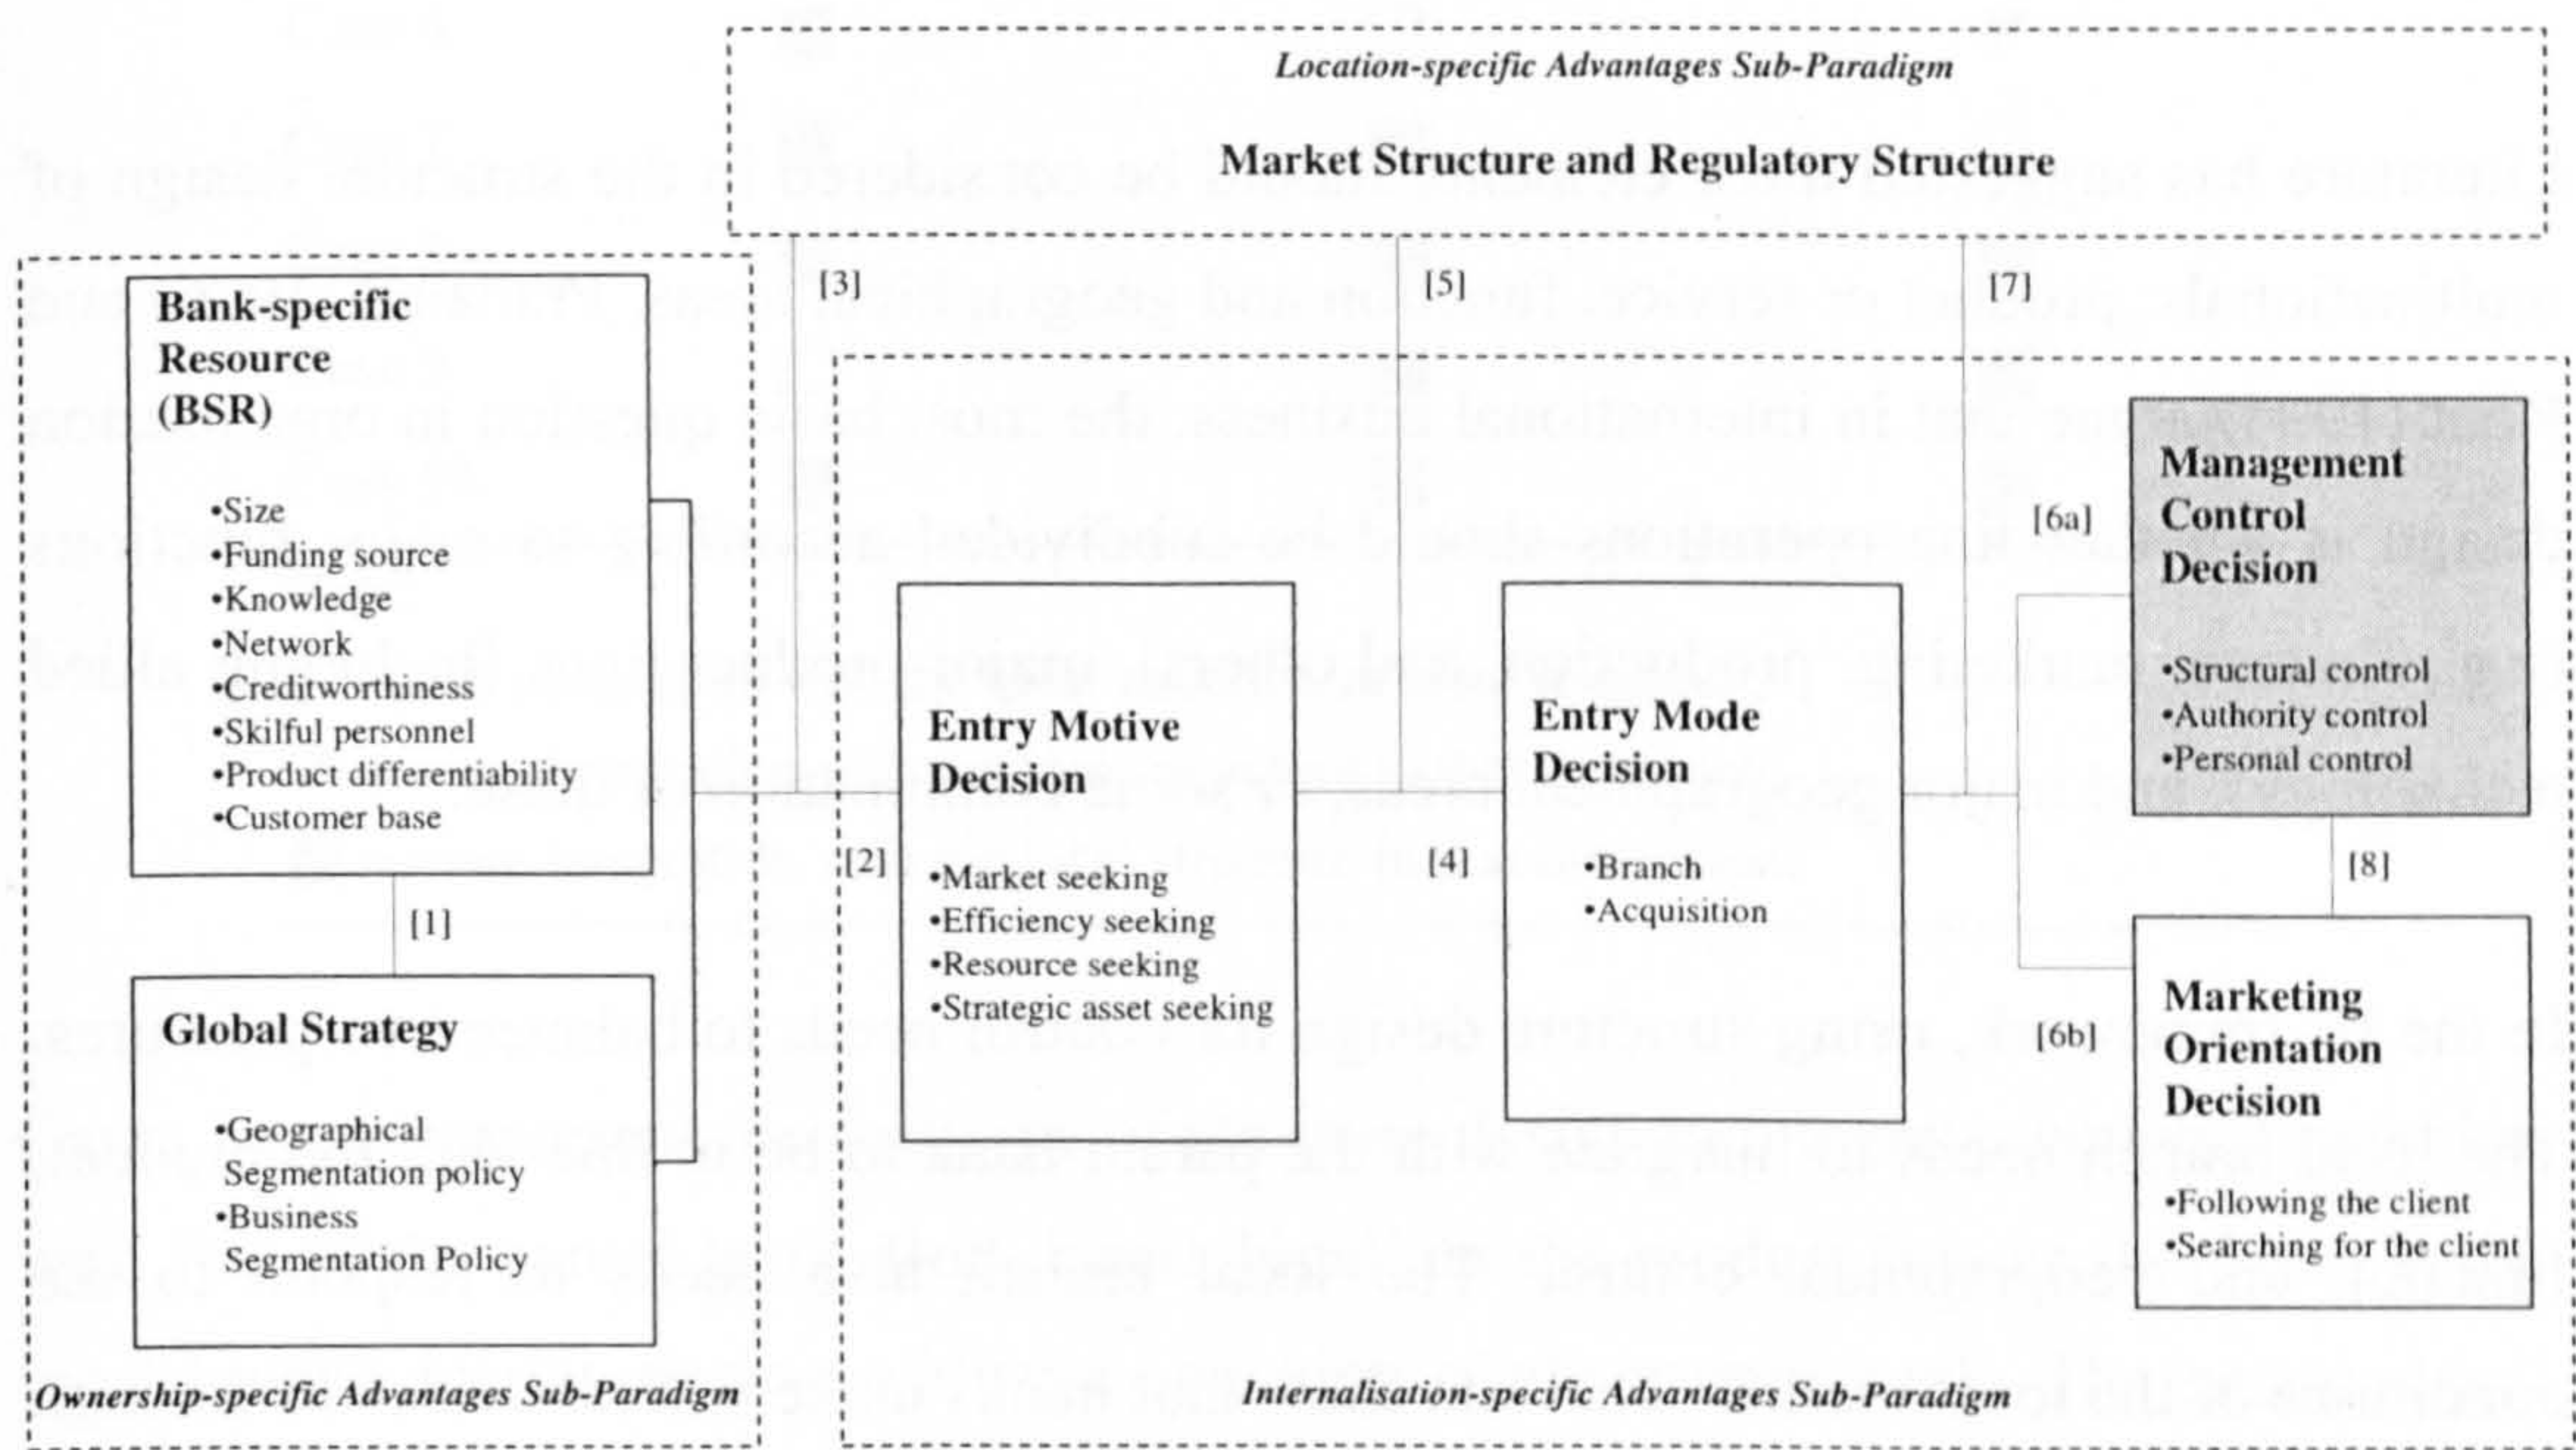 Location-specific Advantages Sub-Paradigm
Market Structure and Regulatory Structure
[3]
[5]
[7]
Bank-specific
Resource
(BSR)
•Size
•Funding source
•Knowledge
•Network
•Creditworthiness
•Skilful personnel
•Product differentiability
•Customer base
[1]
Global Strategy
•Geographical
Segmentation policy
•Business
Segmentation Policy
Ownership-specific Advantages Sub-Paradigm
[2]
Entry Motive
Decision
•Market seeking
•Efficiency seeking
•Resource seeking
•Strategic asset seeking
[4]
Entry Mode
Decision
•Branch
•Acquisition
[6a]
Management
Control
Decision
•Structural control
•Authority control
•Personal control
[8]
[6b]
Marketing
Orientation
Decision
•Following the client
•Searching for the client
Internalisation-specific Advantages Sub-Paradigm